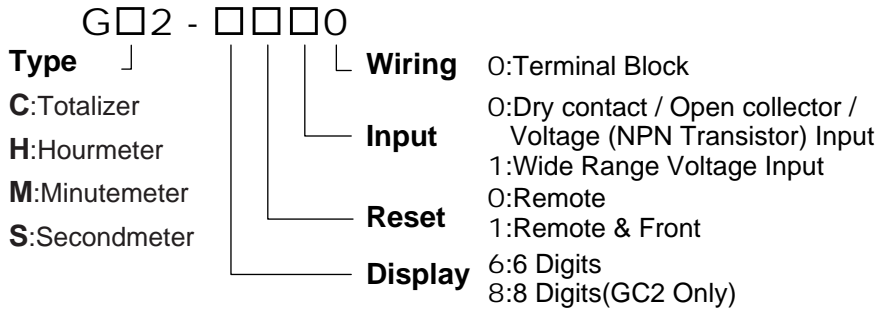 G□2 - □□□0
Type
C:Totalizer
H:Hourmeter
M:Minutemeter
S:Secondmeter
Wiring 0:Terminal Block
Input 0:Dry contact / Open collector /
Voltage (NPN Transistor) Input
1:Wide Range Voltage Input
Reset 0:Remote
1:Remote & Front
Display 6:6 Digits
8:8 Digits(GC2 Only)